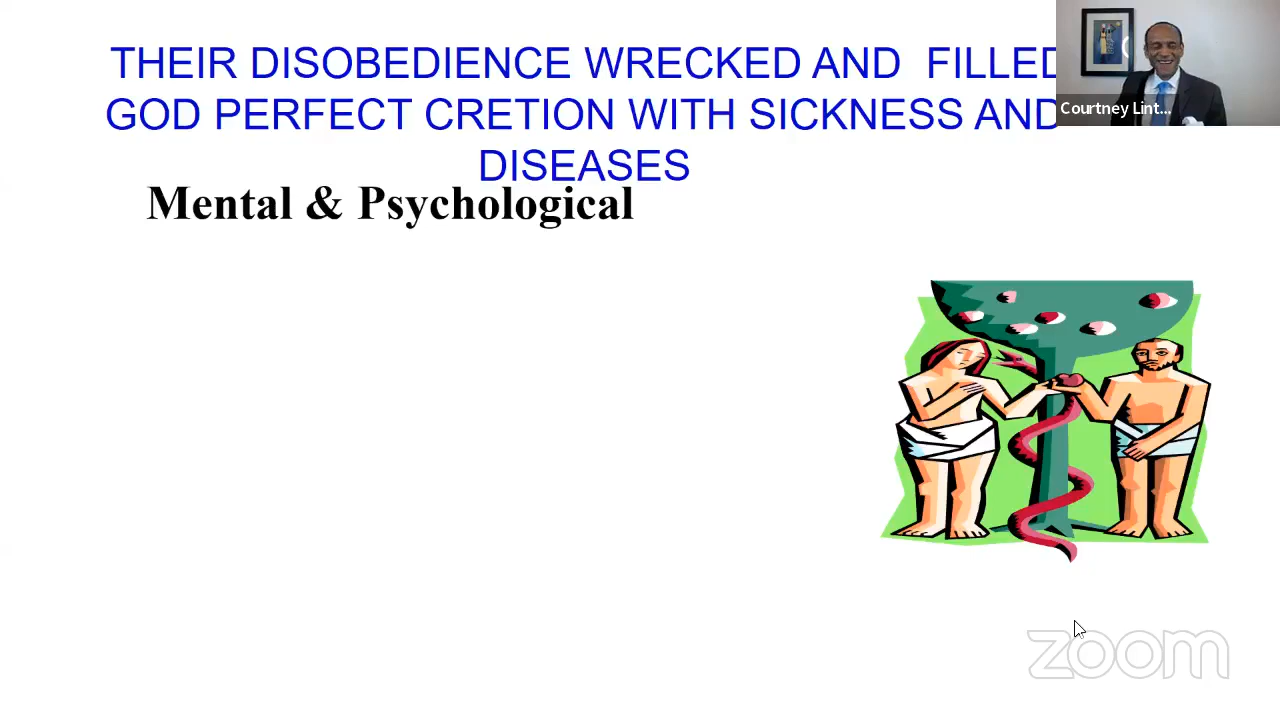 THEIR DISOBEDIENCE WRECKED AND FILLED
GOD PERFECT CRETION WITH SICKNESS AND
DISEASES
Mental & Psychological
Courtney Lint...
zoom